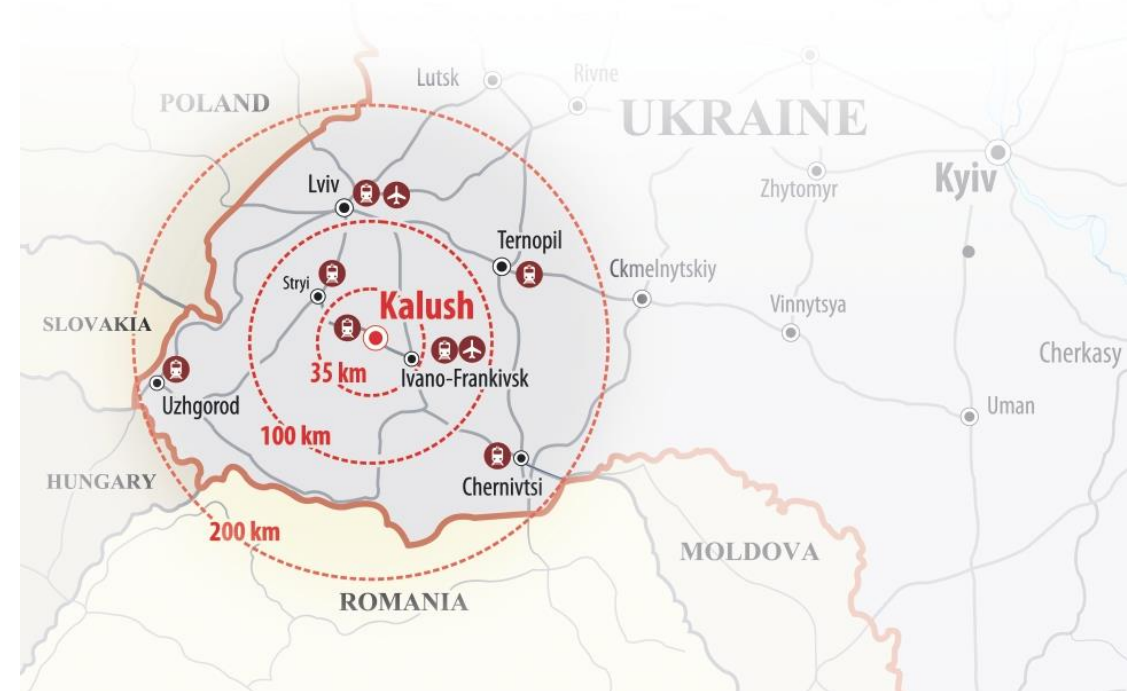 Lutsk
Rivne
POLAND
UKRAINE
Kyiv
Zhytomyr
Lviv
Ternopil
Ckmelnytskiy
Stryi
Kalush
Vinnytsya
SLOVAKIA
Cherkasy
35 km
Ivano-Frankivsk
Uzhgorod
Uman
100 km
HUNGARY
Chernivtsi
200 km
MOLDOVA
ROMANIA